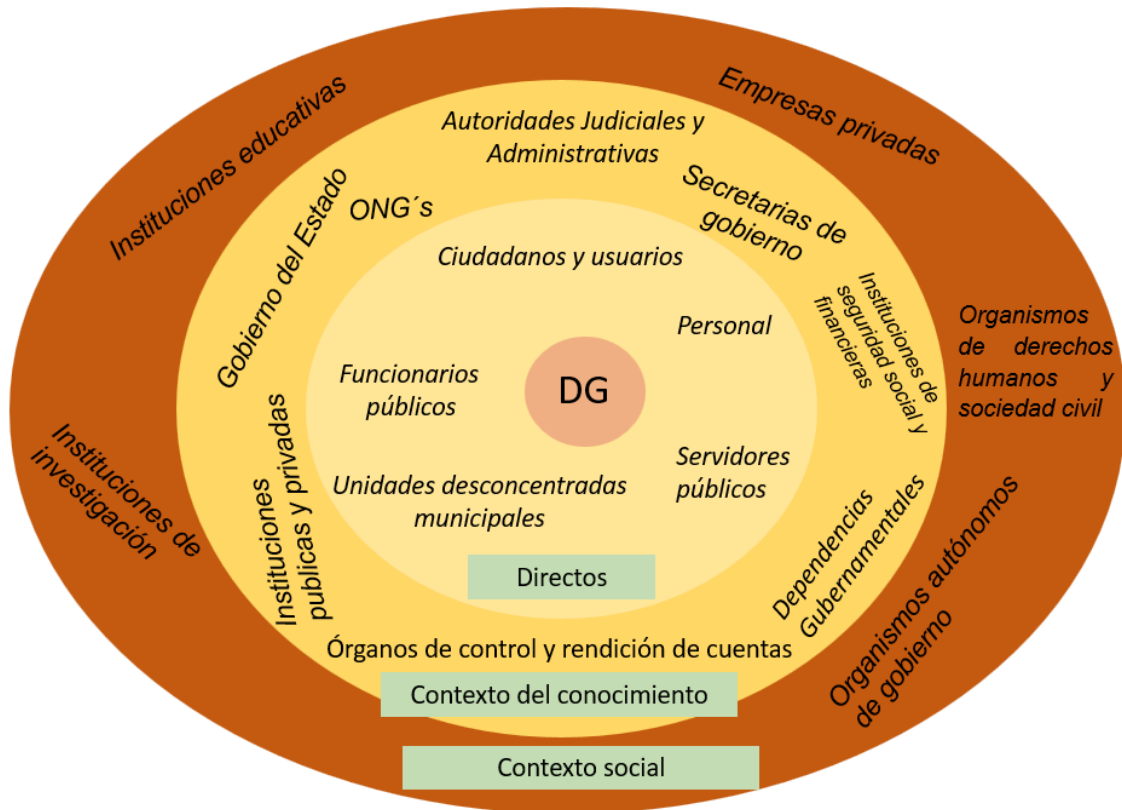 Instituciones educativas
Empresas privadas
Autoridades Judiciales y
Administrativas
Secretarias de
gobierno
ONG´s
Gobierno del Estado
Ciudadanos y usuarios
Instituciones de
seguridad social y
financieras
Organismos
de derechos
humanos y
sociedad civil
Personal
Funcionarios
públicos
DG
Servidores
públicos
Unidades desconcentradas
municipales
Instituciones
publicas y privadas
Instituciones de
investigación
Dependencias
Gubernamentales
Organismos autónomos
de gobierno
Directos
Órganos de control y rendición de cuentas
Contexto del conocimiento
Contexto social